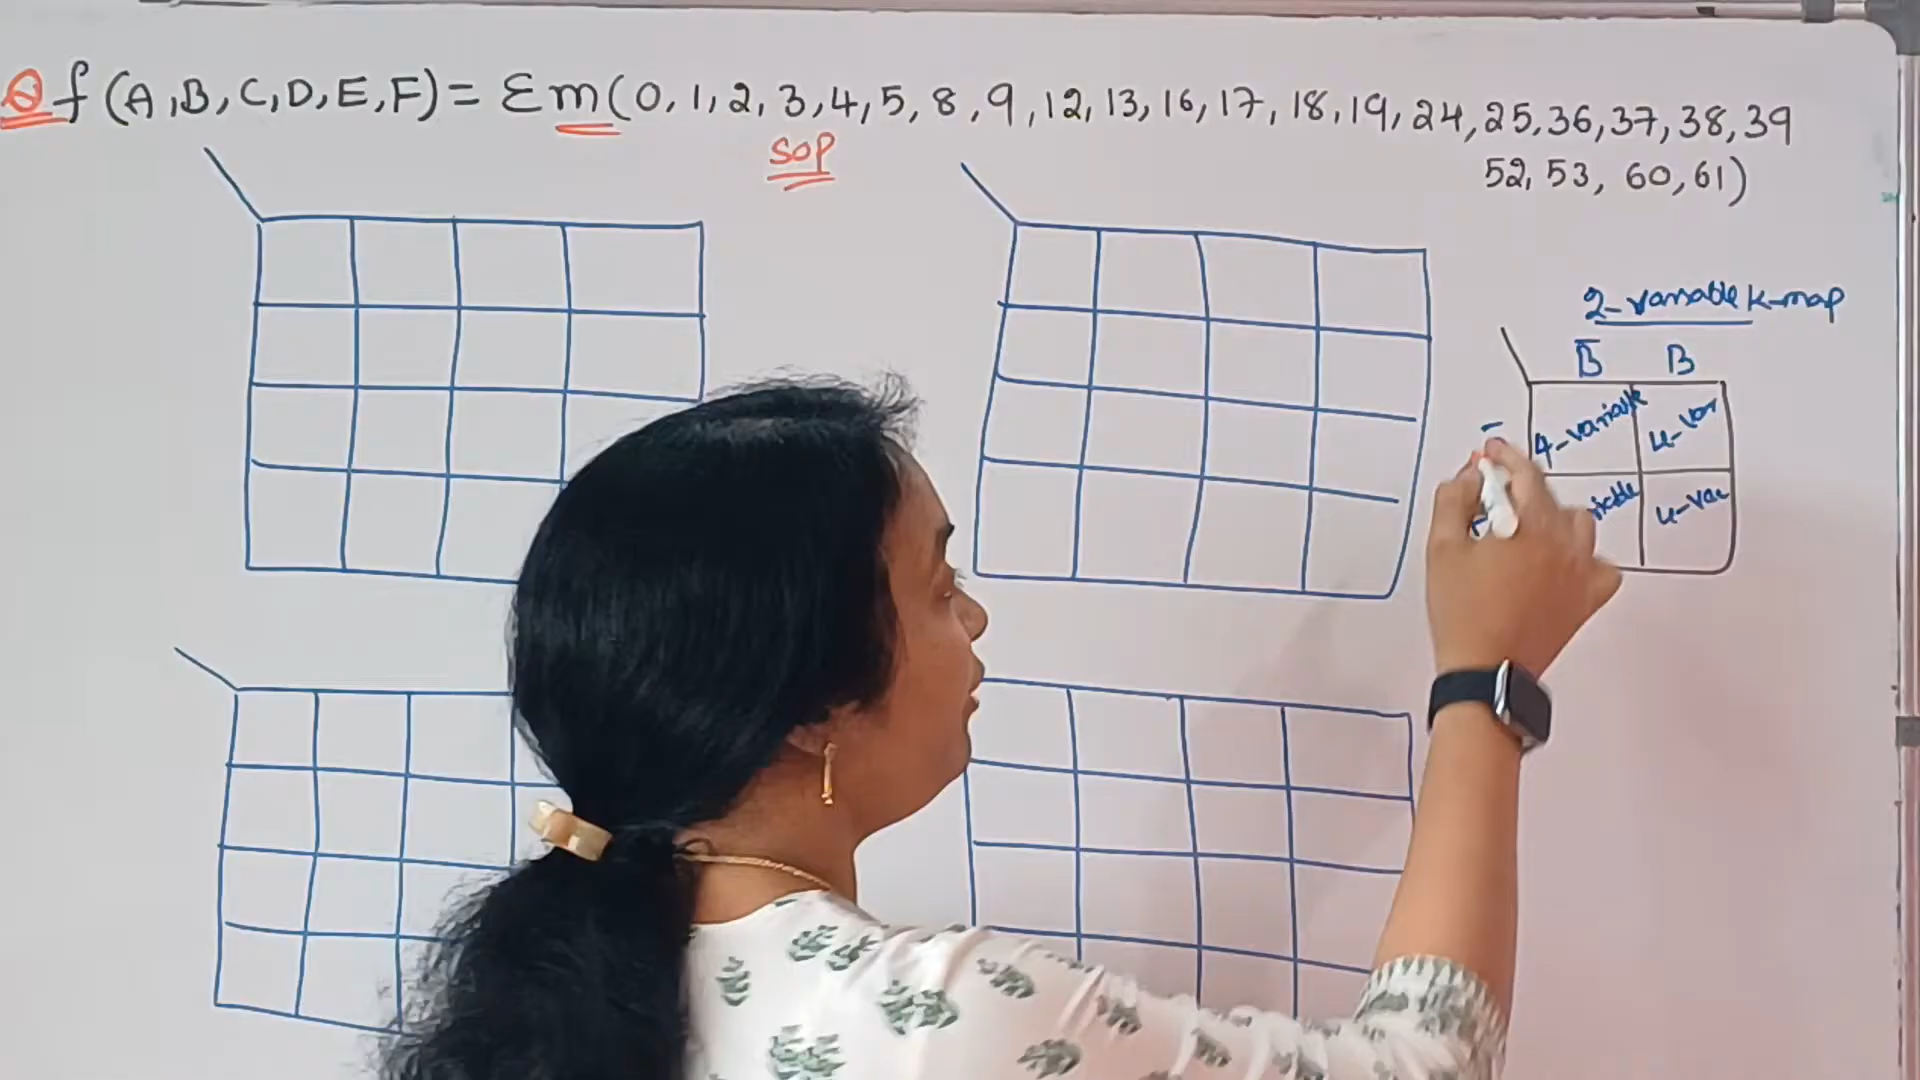 Q f(A,B,C,D,E,F)= Σm(0,1,2,3,4,5,8,9,12,13,16,17,18,19,24,25,36,37,38,39
52,53, 60,61)
SOP
2-variable K-map
B̅ B
4-variable 4-var
4-var